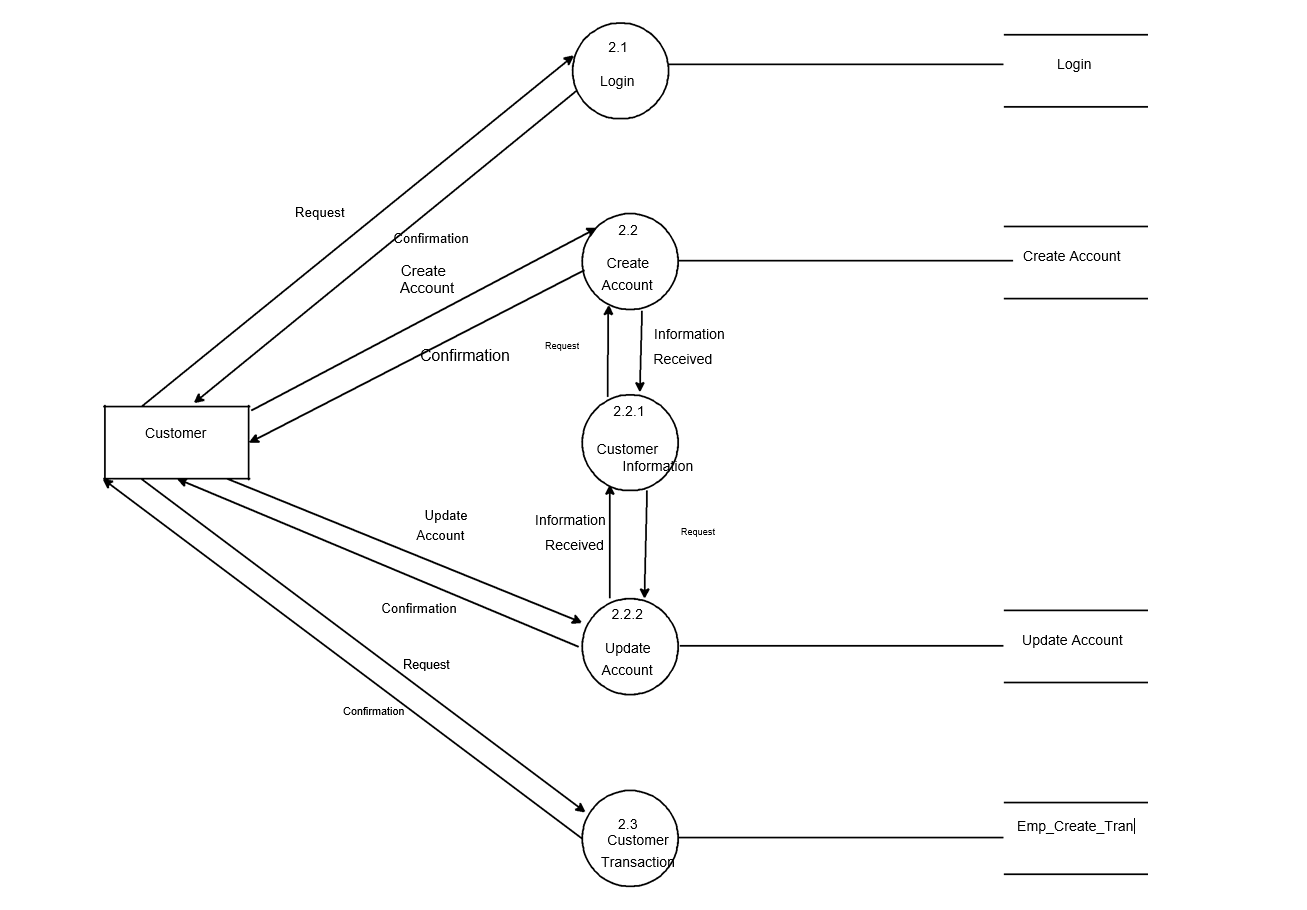 2.1
Login
Login
Request
Confirmation
2.2
Create
Account
Create Account
Create
Account
Confirmation
Request
Information
Received
2.2.1
Customer
Information
Customer
Update
Account
Information
Received
Request
Confirmation
2.2.2
Update
Account
Update Account
Request
Confirmation
2.3
Customer
Transaction
Emp_Create_Tran